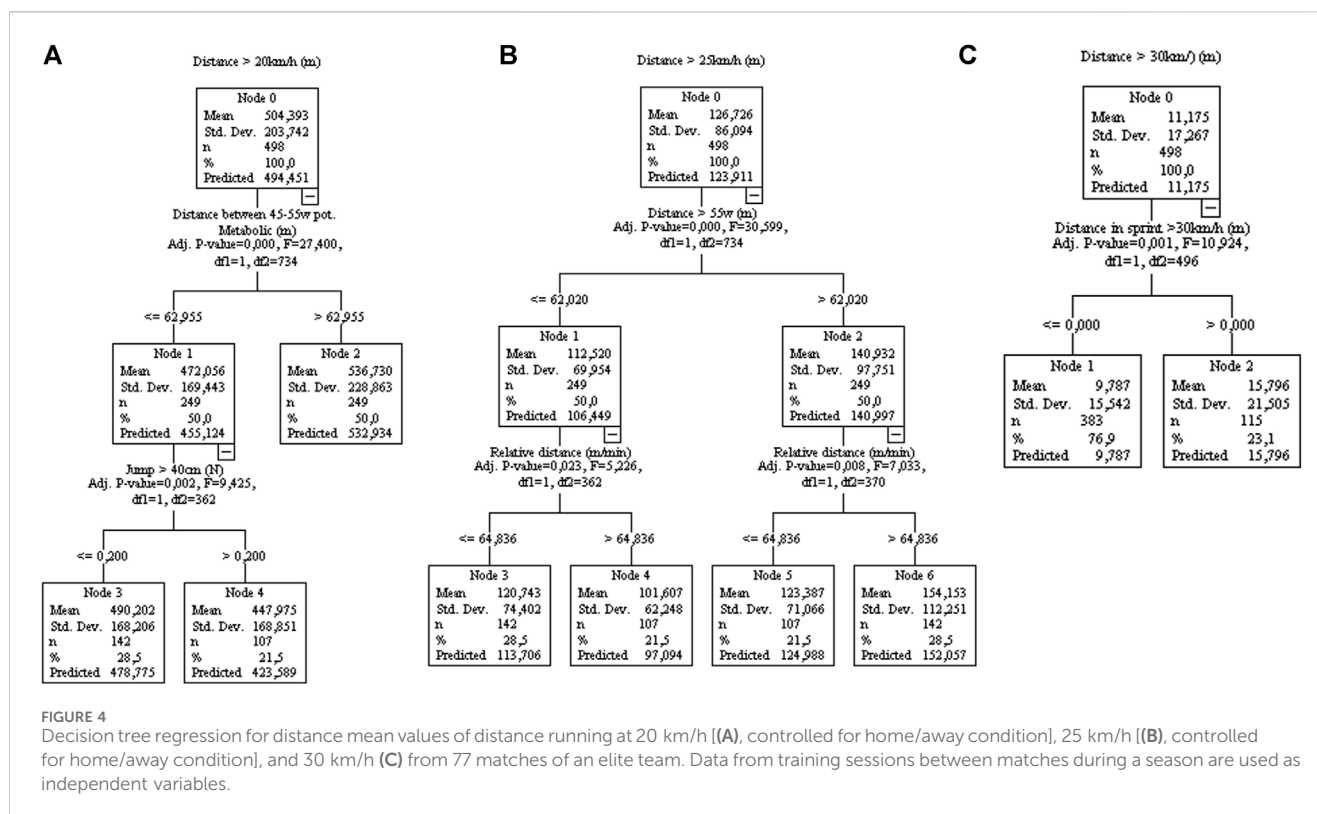 A
Distance > 20km/h (m)
Node 0
Mean 504,393
Std. Dev. 203,742
n 498
% 100,0
Predicted 494,451
Distance between 45-55w pot.
Metabolic (m)
Adj. P-value=0,000, F=27,400,
df1=1, df2=734
<= 62,955
> 62,955
Node 1
Mean 472,056
Std. Dev. 169,443
n 249
% 50,0
Predicted 455,124
Node 2
Mean 536,730
Std. Dev. 228,863
n 249
% 50,0
Predicted 532,934
Jump > 40cm (N)
Adj. P-value=0,002, F=9,425,
df1=1, df2=362
<= 0,200
> 0,200
Node 3
Mean 490,202
Std. Dev. 168,206
n 142
% 28,5
Predicted 478,775
Node 4
Mean 447,975
Std. Dev. 168,851
n 107
% 21,5
Predicted 423,589
B
Distance > 25km/h (m)
Node 0
Mean 126,726
Std. Dev. 86,094
n 498
% 100,0
Predicted 123,911
Distance > 55w (m)
Adj. P-value=0,000, F=30,599,
df1=1, df2=734
<= 62,020
> 62,020
Node 1
Mean 112,520
Std. Dev. 69,954
n 249
% 50,0
Predicted 106,449
Node 2
Mean 140,932
Std. Dev. 97,751
n 249
% 50,0
Predicted 140,997
Relative distance (m/min)
Adj. P-value=0,023, F=5,226,
df1=1, df2=362
Relative distance (m/min)
Adj. P-value=0,008, F=7,033,
df1=1, df2=370
<= 64,836
> 64,836
<= 64,836
> 64,836
Node 3
Mean 120,743
Std. Dev. 74,402
n 142
% 28,5
Predicted 113,706
Node 4
Mean 101,607
Std. Dev. 62,248
n 107
% 21,5
Predicted 97,094
Node 5
Mean 123,387
Std. Dev. 71,066
n 107
% 21,5
Predicted 124,988
Node 6
Mean 154,153
Std. Dev. 112,251
n 142
% 28,5
Predicted 152,057
C
Distance > 30km/) (m)
Node 0
Mean 11,175
Std. Dev. 17,267
n 498
% 100,0
Predicted 11,175
Distance in sprint >30km/h (m)
Adj. P-value=0,001, F=10,924,
df1=1, df2=496
<= 0,000
> 0,000
Node 1
Mean 9,787
Std. Dev. 15,542
n 383
% 76,9
Predicted 9,787
Node 2
Mean 15,796
Std. Dev. 21,505
n 115
% 23,1
Predicted 15,796
FIGURE 4
Decision tree regression for distance mean values of distance running at 20 km/h [(A), controlled for home/away condition], 25 km/h [(B), controlled
for home/away condition], and 30 km/h (C) from 77 matches of an elite team. Data from training sessions between matches during a season are used as
independent variables.